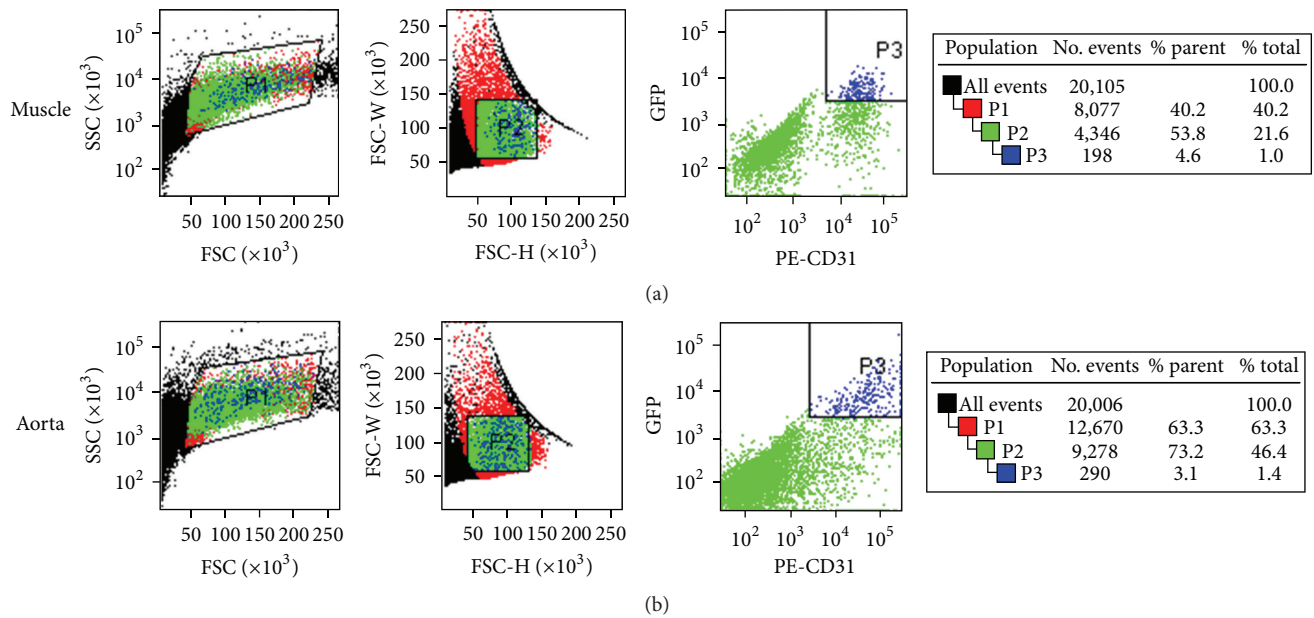 Muscle
SSC (×10³)
10⁵
10⁴
10³
10²
P1
50 100 150 200 250
FSC (×10³)
FSC-W (×10³)
250
200
150
100
50
P2
50 100 150 200 250
FSC-H (×10³)
GFP
10⁵
10⁴
10³
10²
P3
10² 10³ 10⁴ 10⁵
PE-CD31
Population No. events % parent % total
All events 20,105 100.0
P1 8,077 40.2 40.2
P2 4,346 53.8 21.6
P3 198 4.6 1.0
(a)
Aorta
SSC (×10³)
10⁵
10⁴
10³
10²
P1
50 100 150 200 250
FSC (×10³)
FSC-W (×10³)
250
200
150
100
50
P2
50 100 150 200 250
FSC-H (×10³)
GFP
10⁵
10⁴
10³
10²
P3
10² 10³ 10⁴ 10⁵
PE-CD31
Population No. events % parent % total
All events 20,006 100.0
P1 12,670 63.3 63.3
P2 9,278 73.2 46.4
P3 290 3.1 1.4
(b)